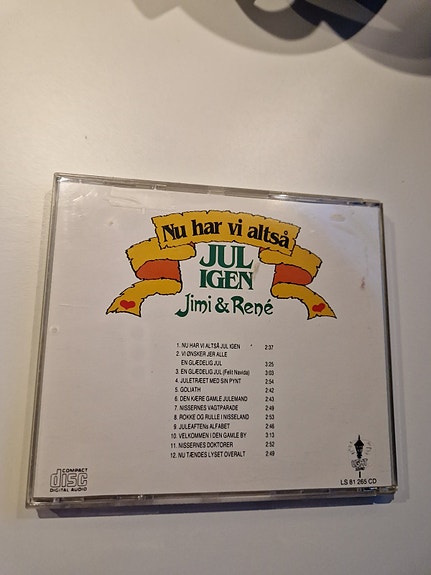 Nu har vi altså
JUL
IGEN
Jimi & René
1. NU HAR VI ALTSÅ JUL IGEN 2:37
2. VI ØNSKER JER ALLE
EN GLÆDELIG JUL 3:25
3. EN GLÆDELIG JUL (Feliz Navida) 3:03
4. JULETRÆET MED SIN PYNT 2:54
5. GOLIATH 2:42
6. DEN KÆRE GAMLE JULEMAND 2:43
7. NISSERNES VAGTPARADE 2:49
8. ROKKE OG RULLE I NISSELAND 2:53
9. JULEAFTENs ALFABET 2:46
10. VELKOMMEN I DEN GAMLE BY 3:13
11. NISSERNES DOKTORER 2:52
12. NU TÆNDES LYSET OVERALT 2:49
COMPACT
disc
DIGITAL AUDIO
LS 81 265 CD